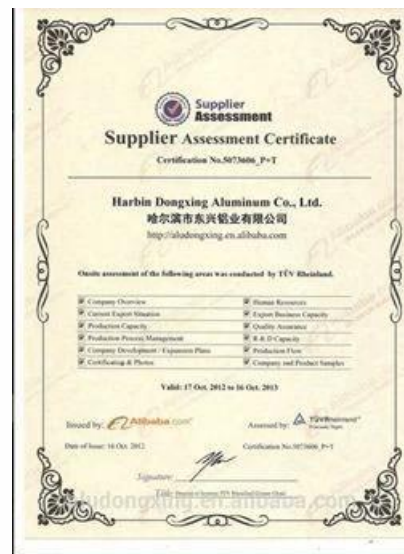 Supplier
Assessment
Supplier Assessment Certificate
Certification No.5073606_P+T
Harbin Dongxing Aluminum Co., Ltd.
哈尔滨市东兴铝业有限公司
http://aludongxing.en.alibaba.com
Onsite assessment of the following areas was conducted by TÜV Rheinland.
Company Overview
Human Resources
Current Export Situation
Export Business Capacity
Production Capacity
Quality Assurance
Production Process Management
R & D Capacity
Company Development / Expansion Plans
Production Flow
Certificating & Photos
Company and Product Samples
Valid: 17 Oct. 2012 to 16 Oct. 2013
Issued by: Alibaba.com
Assessed by: TÜVRheinland
Date of Issue: 16 Oct. 2012
Certification No.5073606_P+T
Signature:
aludongxing.en.alibaba.com